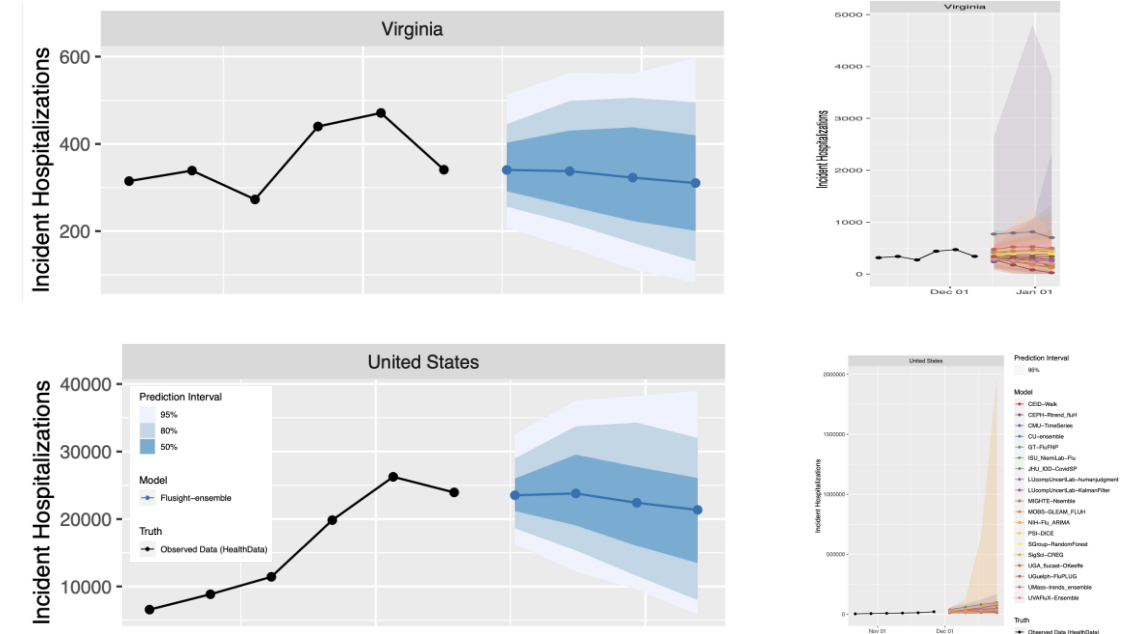 Virginia
Incident Hospitalizations
600
400
200
Virginia
Incident Hospitalizations
5000
4000
3000
2000
1000
0
Dec 01
Jan 01
United States
Incident Hospitalizations
40000
30000
20000
10000
Prediction Interval
95%
80%
50%
Model
Flusight-ensemble
Truth
Observed Data (HealthData)
United States
Incident Hospitalizations
2000000
1500000
1000000
500000
0
Nov 01
Dec 01
Prediction Interval
95%
Model
CEID-Walk
CEPH-Rtrend_fluH
CMU-TimeSeries
CU-ensemble
GT-FluFNP
ISU_NiemiLab-Flu
JHU_IDD-CovidSP
LUcompUncertLab-humanjudgment
LUcompUncertLab-KalmanFilter
MIGHTE-Nsemble
MOBS-GLEAM_FLUH
NIH-Flu_ARIMA
PSI-DICE
SGroup-RandomForest
SigSci-CREG
UGA_flucast-OKeeffe
UGuelph-FluPLUG
UMass-trends_ensemble
UVAFluX-Ensemble
Truth
Observed Data (HealthData)